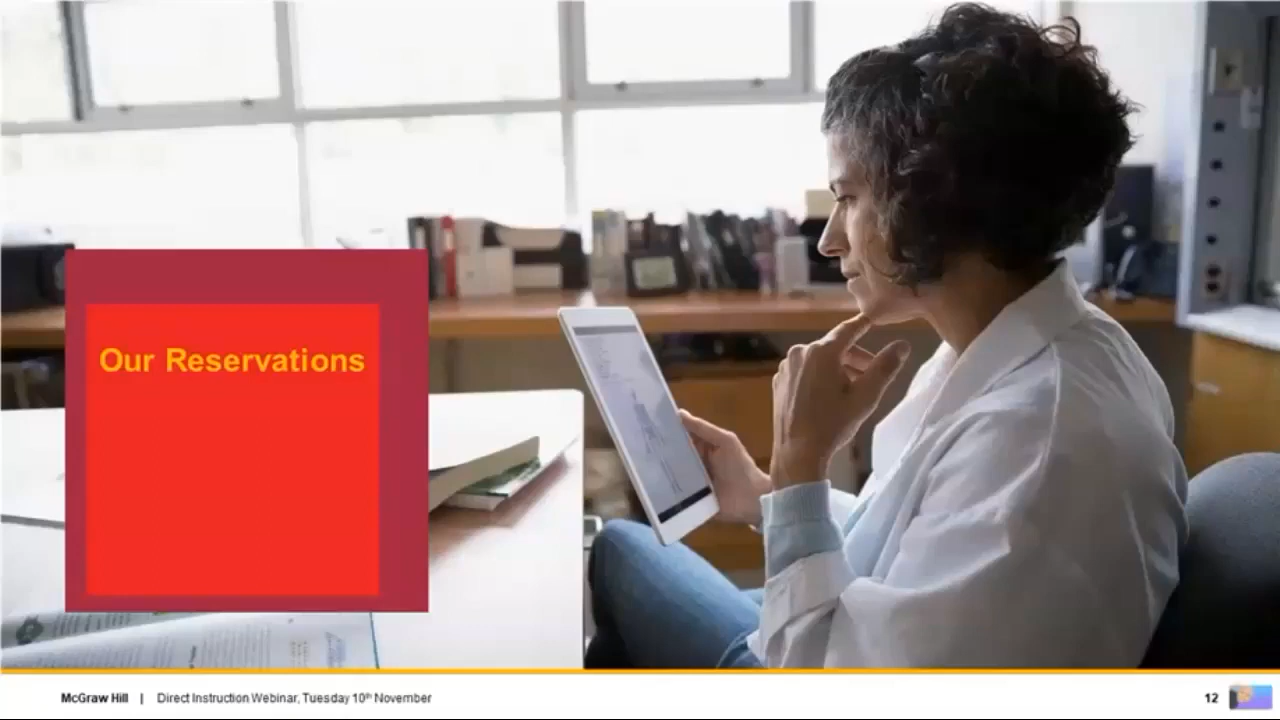 Our Reservations
McGraw Hill | Direct Instruction Webinar, Tuesday 10th November
12